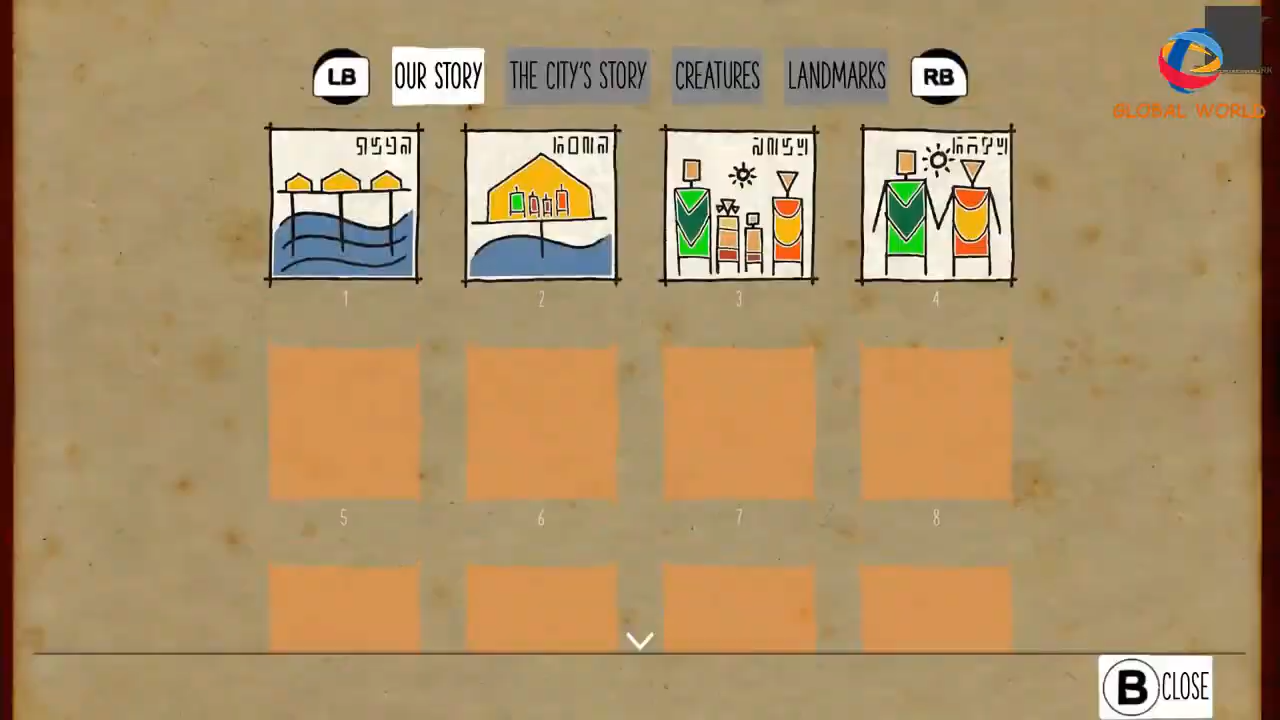 LB OUR STORY THE CITY'S STORY CREATURES LANDMARKS RB
GLOBAL WORLD
1 2 3 4
5 6 7 8
B CLOSE